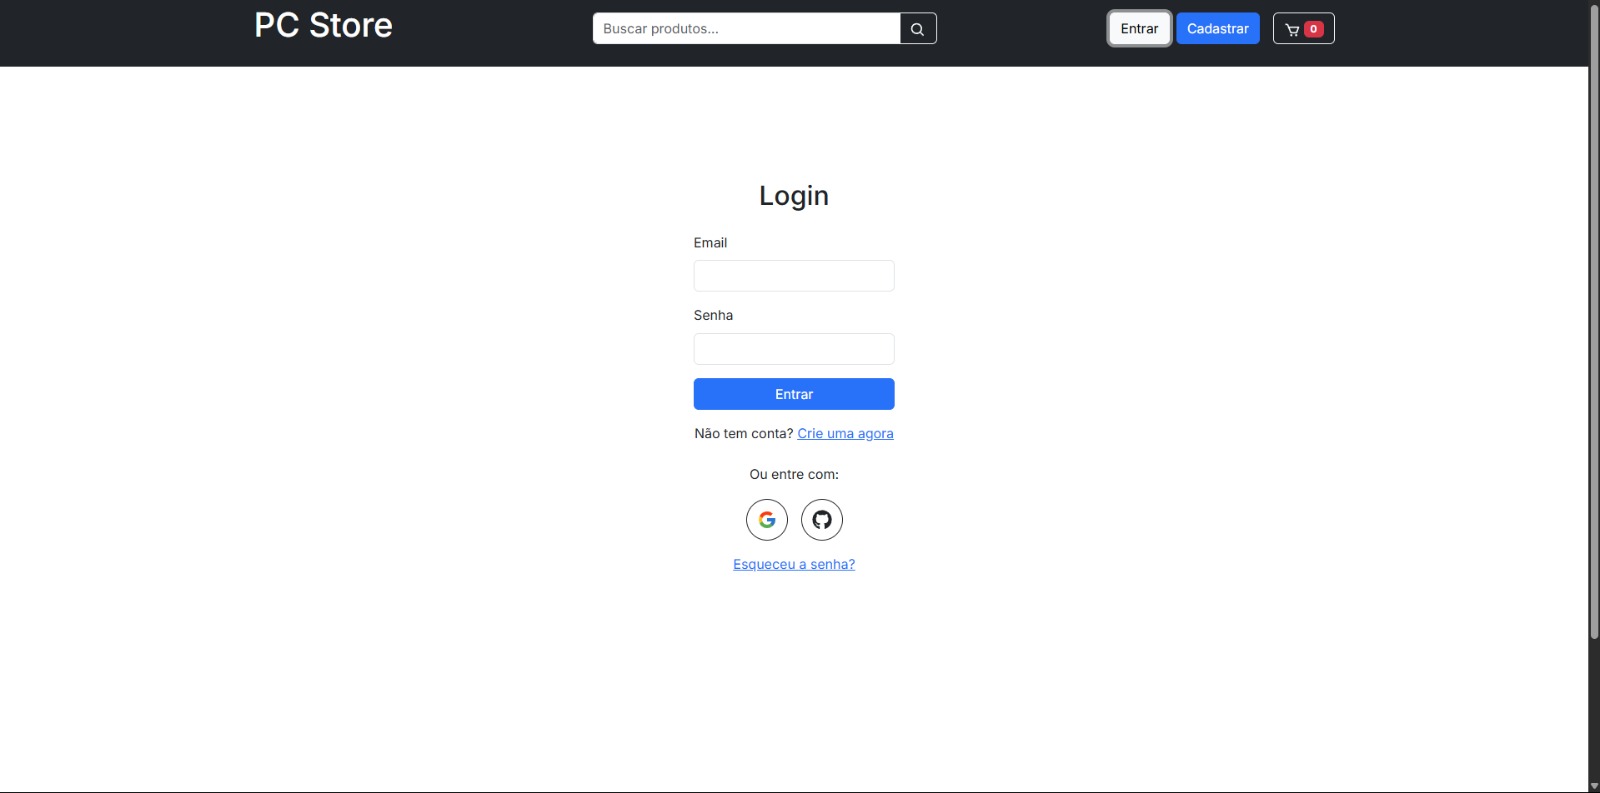 PC Store
Buscar produtos...
Entrar
Cadastrar
0
Login
Email
Senha
Entrar
Não tem conta? Crie uma agora
Ou entre com:
Esqueceu a senha?